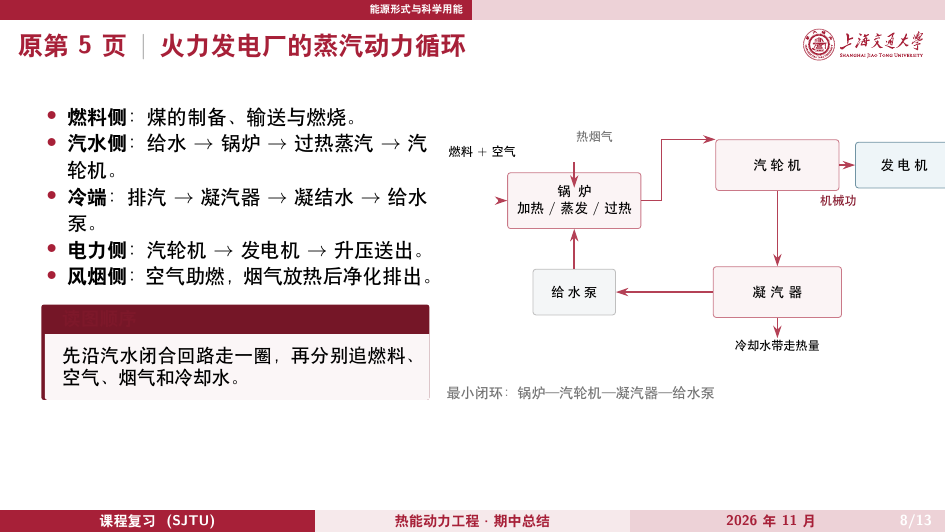 能源形式与科学用能
原第 5 页 | 火力发电厂的蒸汽动力循环
上海交通大学
SHANGHAI JIAO TONG UNIVERSITY
• 燃料侧：煤的制备、输送与燃烧。
• 汽水侧：给水 → 锅炉 → 过热蒸汽 → 汽
轮机。
• 冷端：排汽 → 凝汽器 → 凝结水 → 给水
泵。
• 电力侧：汽轮机 → 发电机 → 升压送出。
• 风烟侧：空气助燃，烟气放热后净化排出。
先沿汽水闭合回路走一圈，再分别追燃料、
空气、烟气和冷却水。
热烟气
燃料 + 空气
锅 炉
加热 / 蒸发 / 过热
汽 轮 机
发 电 机
机械功
给 水 泵
凝 汽 器
冷却水带走热量
最小闭环：锅炉—汽轮机—凝汽器—给水泵
课程复习 (SJTU)
热能动力工程 · 期中总结
2026 年 11 月
8/13